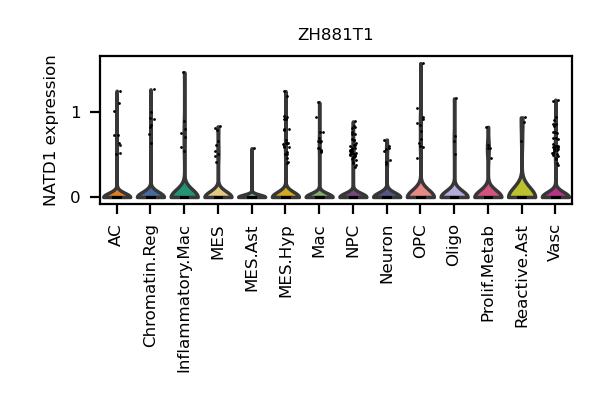 ZH881T1
NATD1 expression
1
0
AC
Chromatin.Reg
Inflammatory.Mac
MES
MES.Ast
MES.Hyp
Mac
NPC
Neuron
OPC
Oligo
Prolif.Metab
Reactive.Ast
Vasc